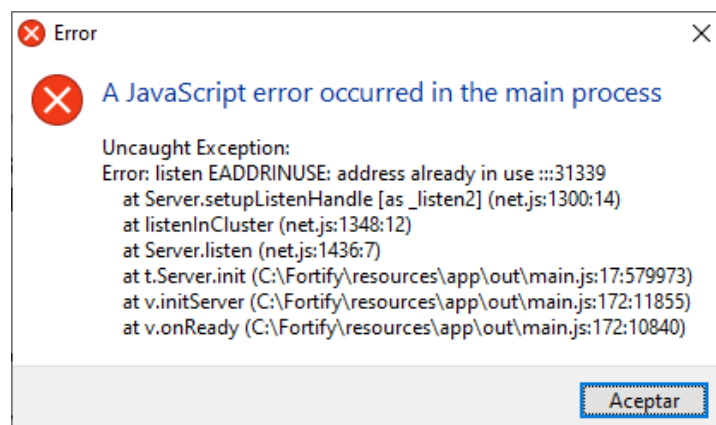 Error
A JavaScript error occurred in the main process
Uncaught Exception:
Error: listen EADDRINUSE: address already in use :::31339
at Server.setupListenHandle [as _listen2] (net.js:1300:14)
at listenInCluster (net.js:1348:12)
at Server.listen (net.js:1436:7)
at t.Server.init (C:\Fortify\resources\app\out\main.js:17:579973)
at v.initServer (C:\Fortify\resources\app\out\main.js:172:11855)
at v.onReady (C:\Fortify\resources\app\out\main.js:172:10840)
Aceptar